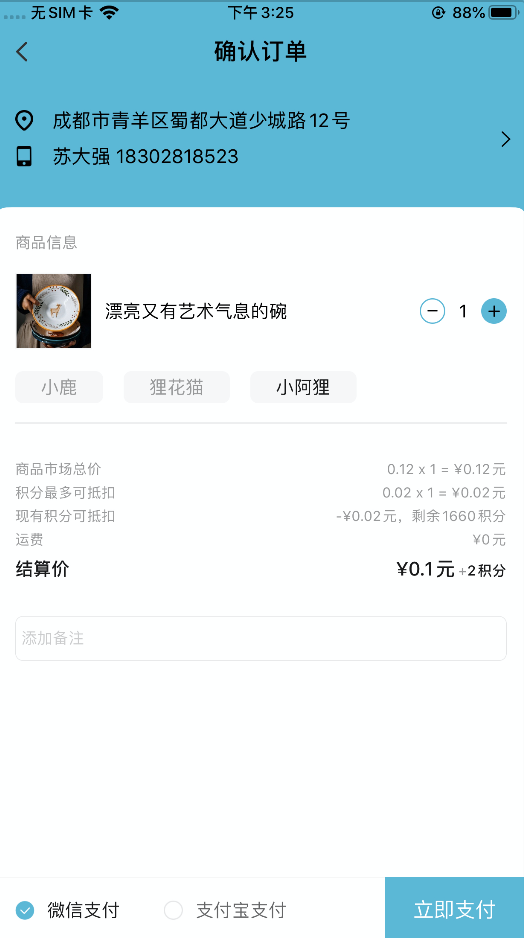 无SIM卡 下午3:25 88%
确认订单
成都市青羊区蜀都大道少城路12号
苏大强 18302818523
商品信息
漂亮又有艺术气息的碗 1
小鹿 狸花猫 小阿狸
商品市场总价 0.12 x 1 = ¥0.12元
积分最多可抵扣 0.02 x 1 = ¥0.02元
现有积分可抵扣 -¥0.02元，剩余1660积分
运费 ¥0元
结算价 ¥0.1元+2积分
添加备注
微信支付 支付宝支付 立即支付